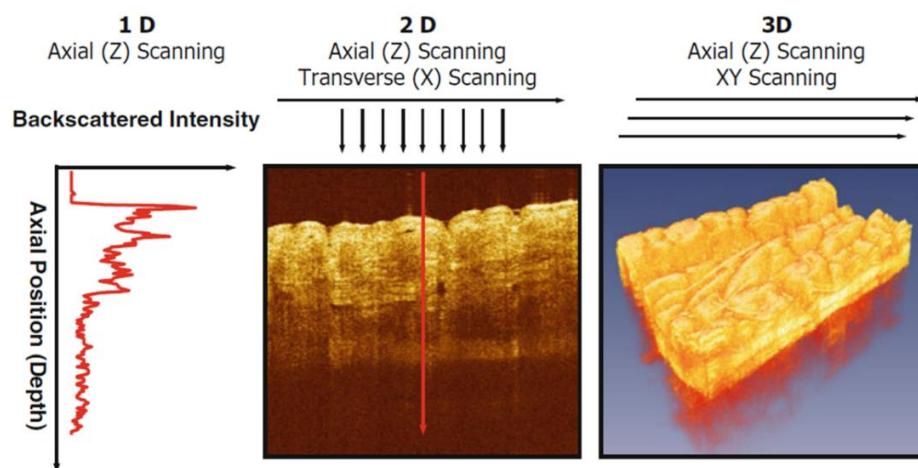 1 D
Axial (Z) Scanning
Backscattered Intensity
Axial Position (Depth)
2 D
Axial (Z) Scanning
Transverse (X) Scanning
3D
Axial (Z) Scanning
XY Scanning